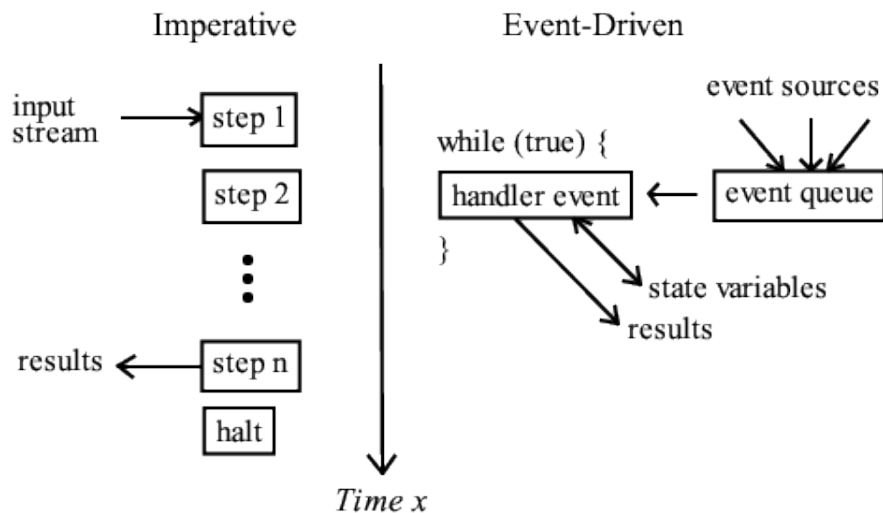 Imperative
input
stream
step 1
step 2
step n
results
halt
Time x
Event-Driven
event sources
while (true) {
handler event
event queue
}
state variables
results